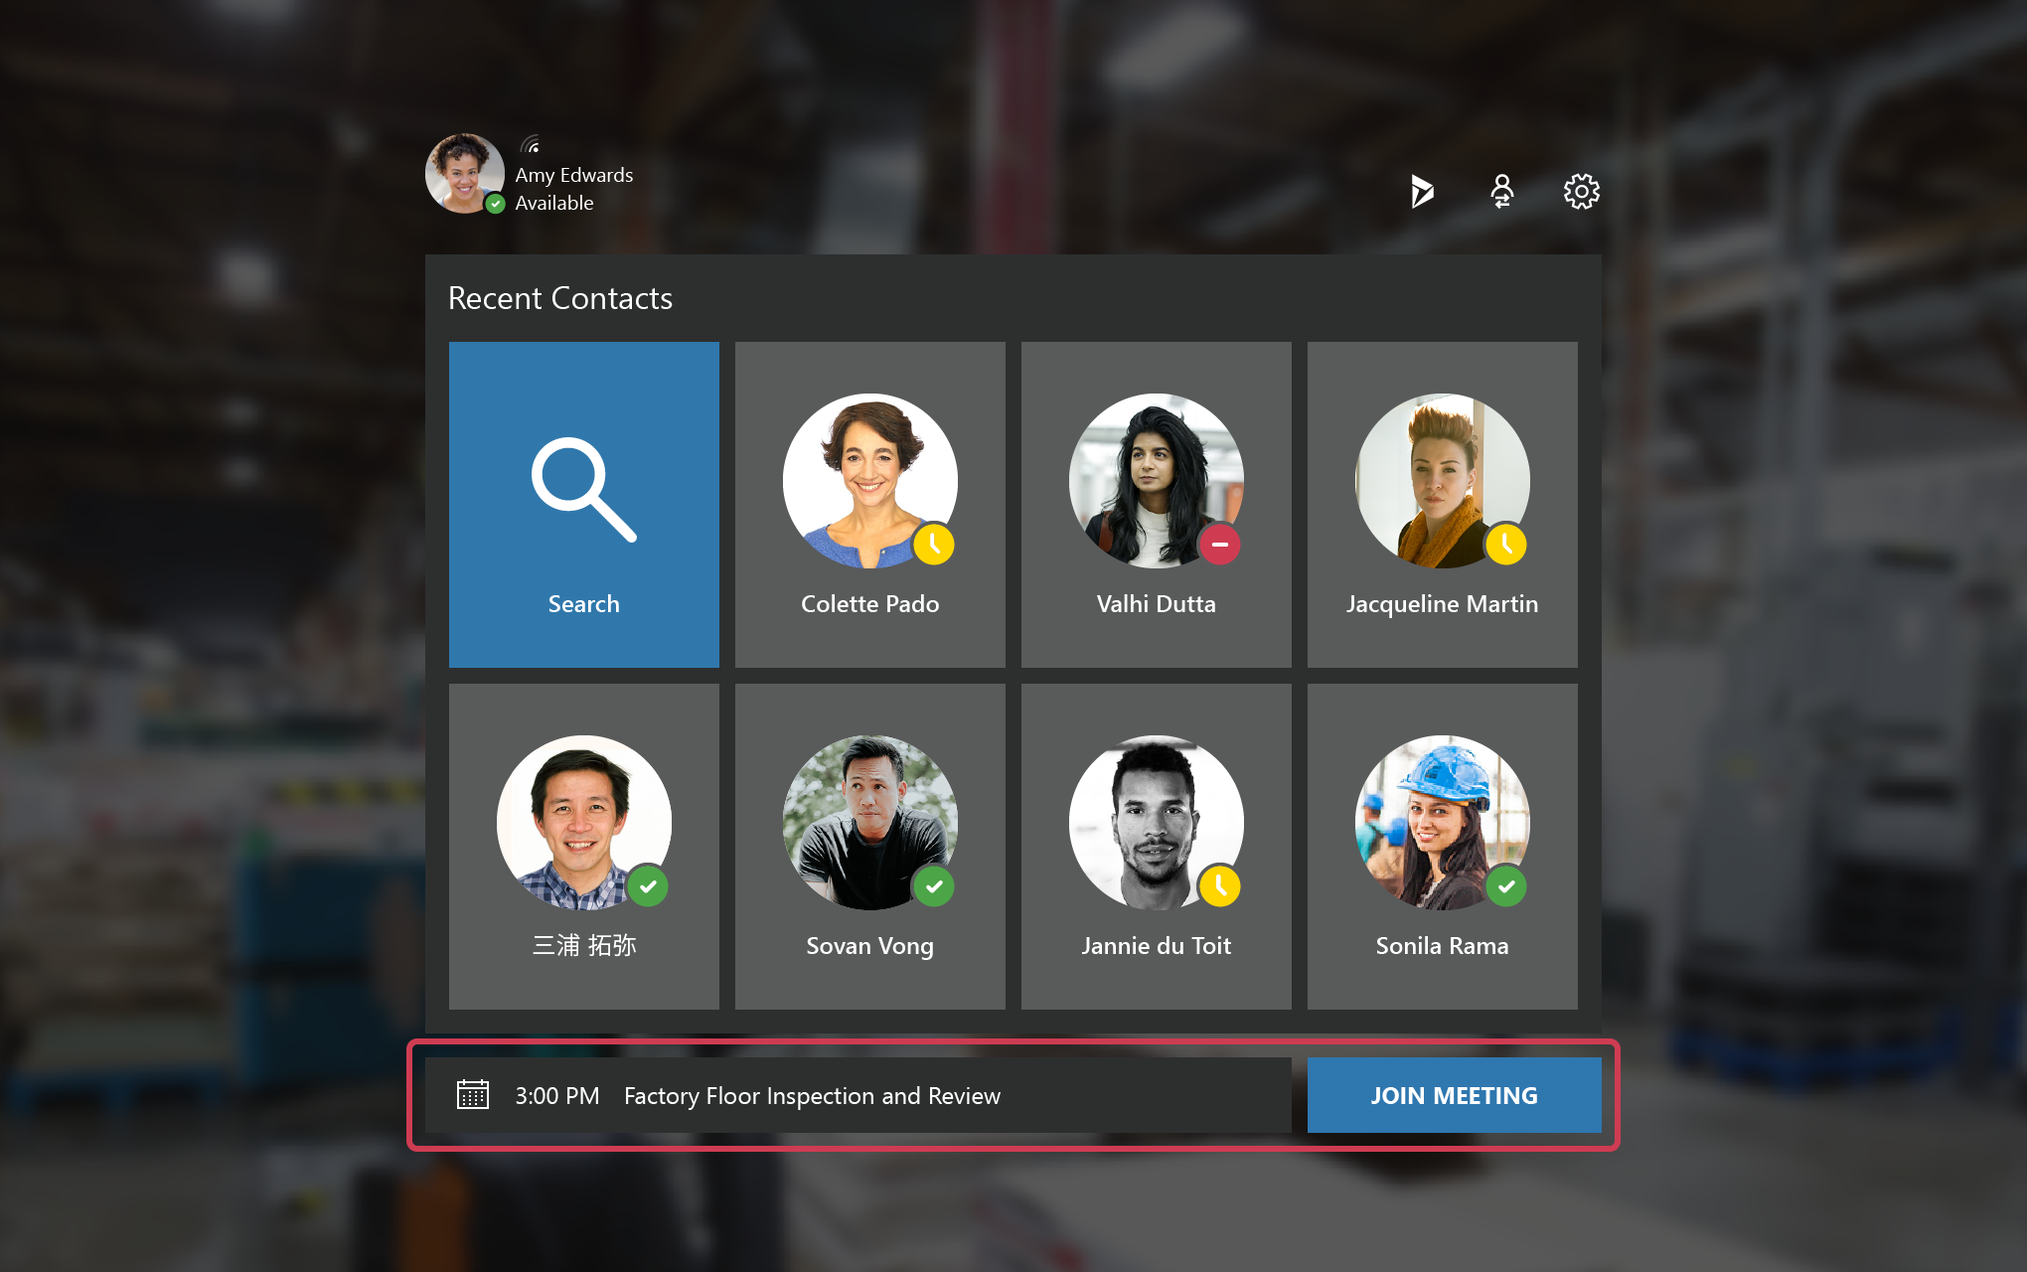 Amy Edwards
Available
Recent Contacts
Search
Colette Pado
Valhi Dutta
Jacqueline Martin
三浦 拓弥
Sovan Vong
Jannie du Toit
Sonila Rama
3:00 PM Factory Floor Inspection and Review
JOIN MEETING